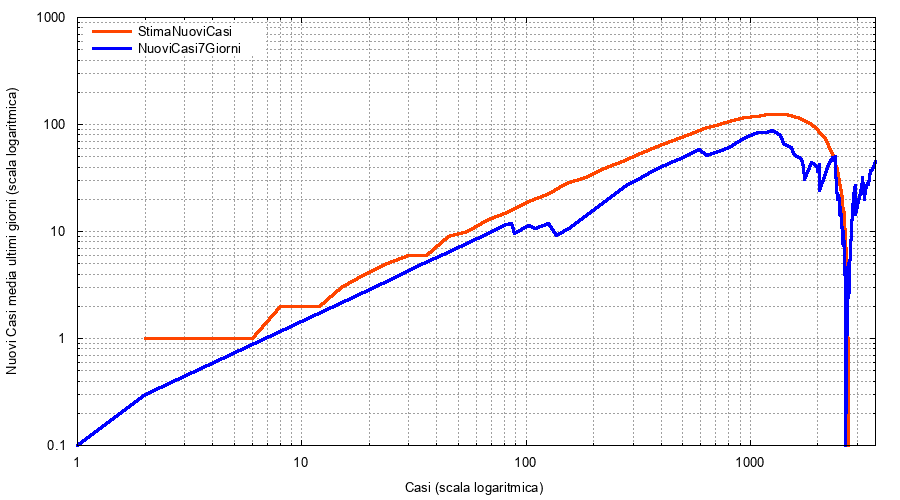 1000
StimaNuoviCasi
NuoviCasi7Giorni
100
10
1
0.1
Nuovi Casi media ultimi giorni (scala logaritmica)
1 10 100 1000
Casi (scala logaritmica)